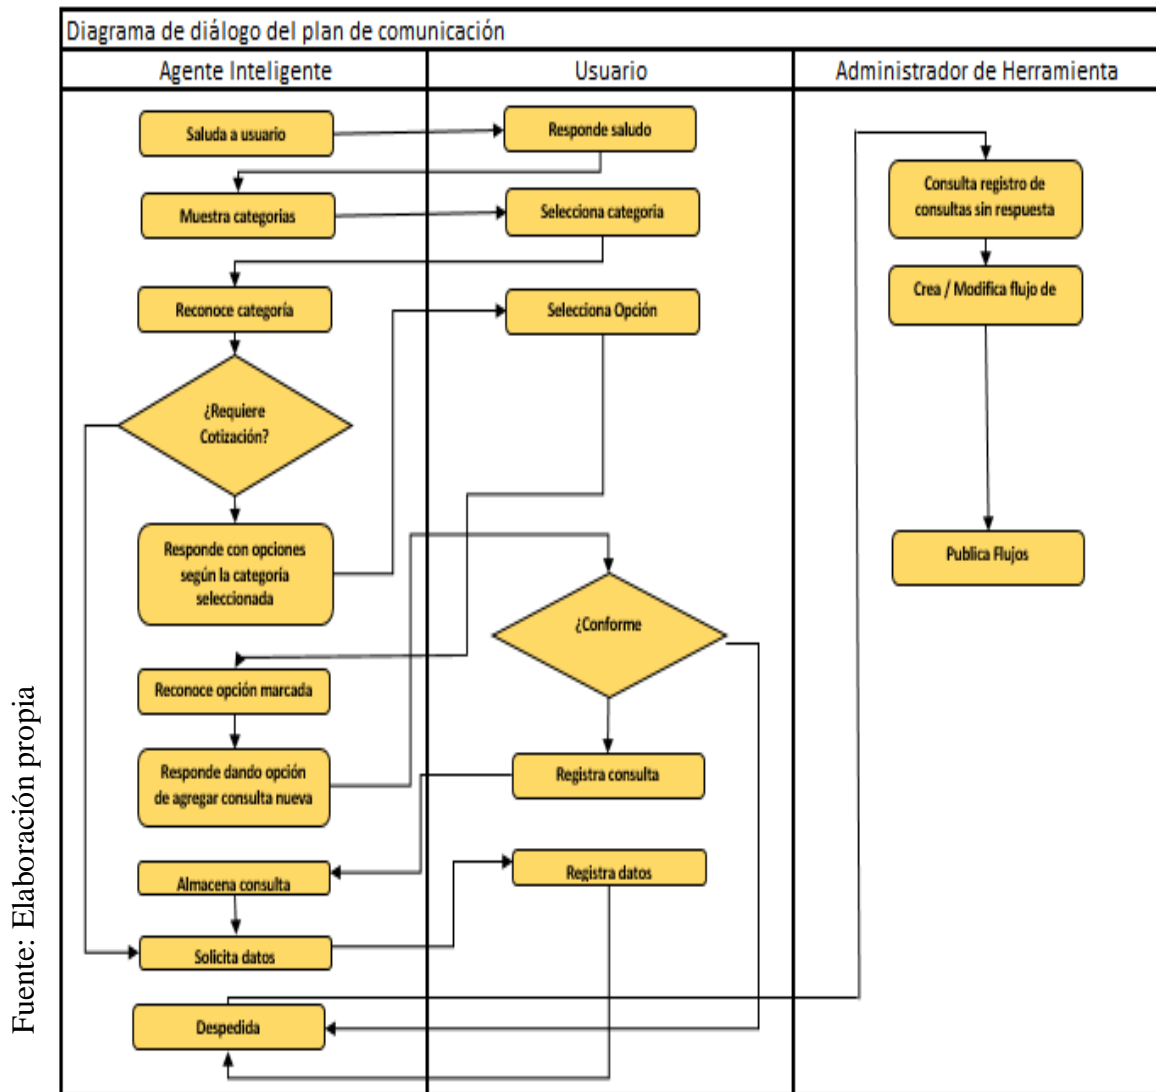 Diagrama de diálogo del plan de comunicación
Agente Inteligente
Usuario
Administrador de Herramienta
Saluda a usuario
Responde saludo
Muestra categorias
Selecciona categoria
Reconoce categoría
Selecciona Opción
¿Requiere
Cotización?
Responde con opciones
según la categoría
seleccionada
¿Conforme
Reconoce opción marcada
Responde dando opción
de agregar consulta nueva
Registra consulta
Almacena consulta
Registra datos
Solicita datos
Despedida
Consulta registro de
consultas sin respuesta
Crea / Modifica flujo de
Publica Flujos
Fuente: Elaboración propia